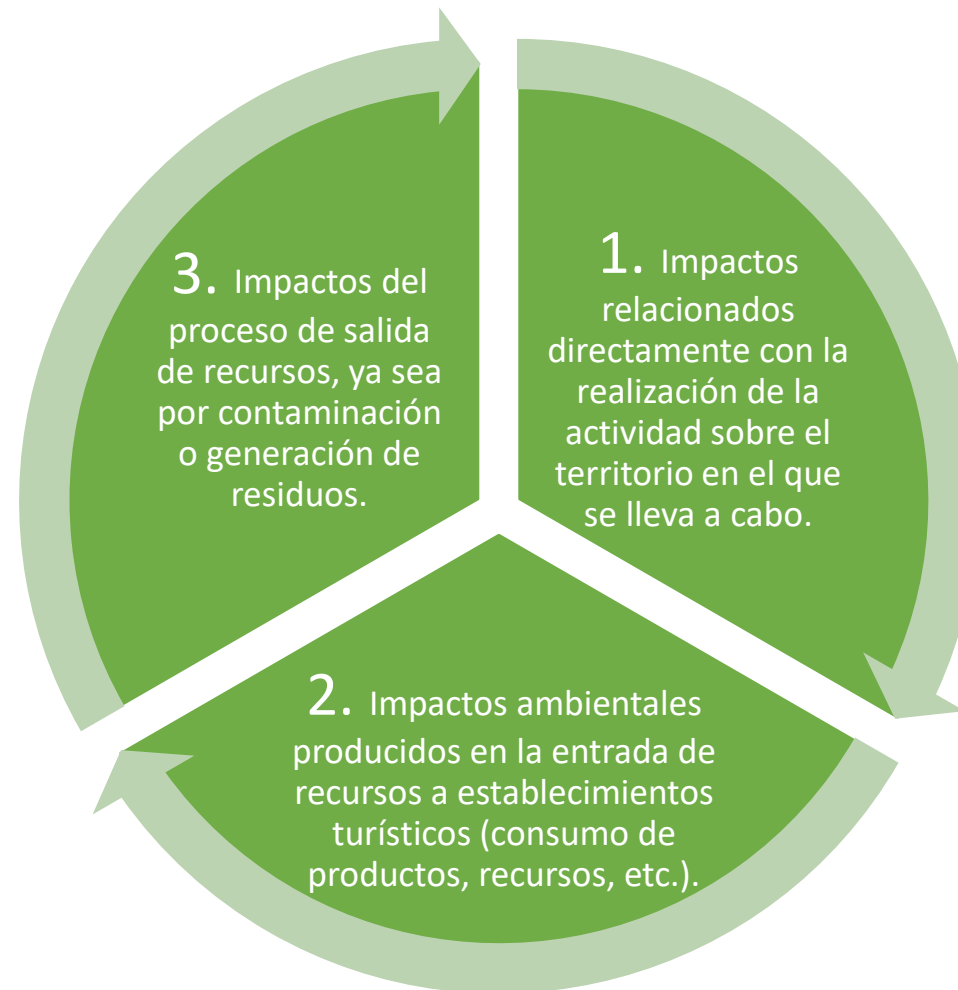 1. Impactos
relacionados
directamente con la
realización de la
actividad sobre el
territorio en el que
se lleva a cabo.
2. Impactos ambientales
producidos en la entrada de
recursos a establecimientos
turísticos (consumo de
productos, recursos, etc.).
3. Impactos del
proceso de salida
de recursos, ya sea
por contaminación
o generación de
residuos.